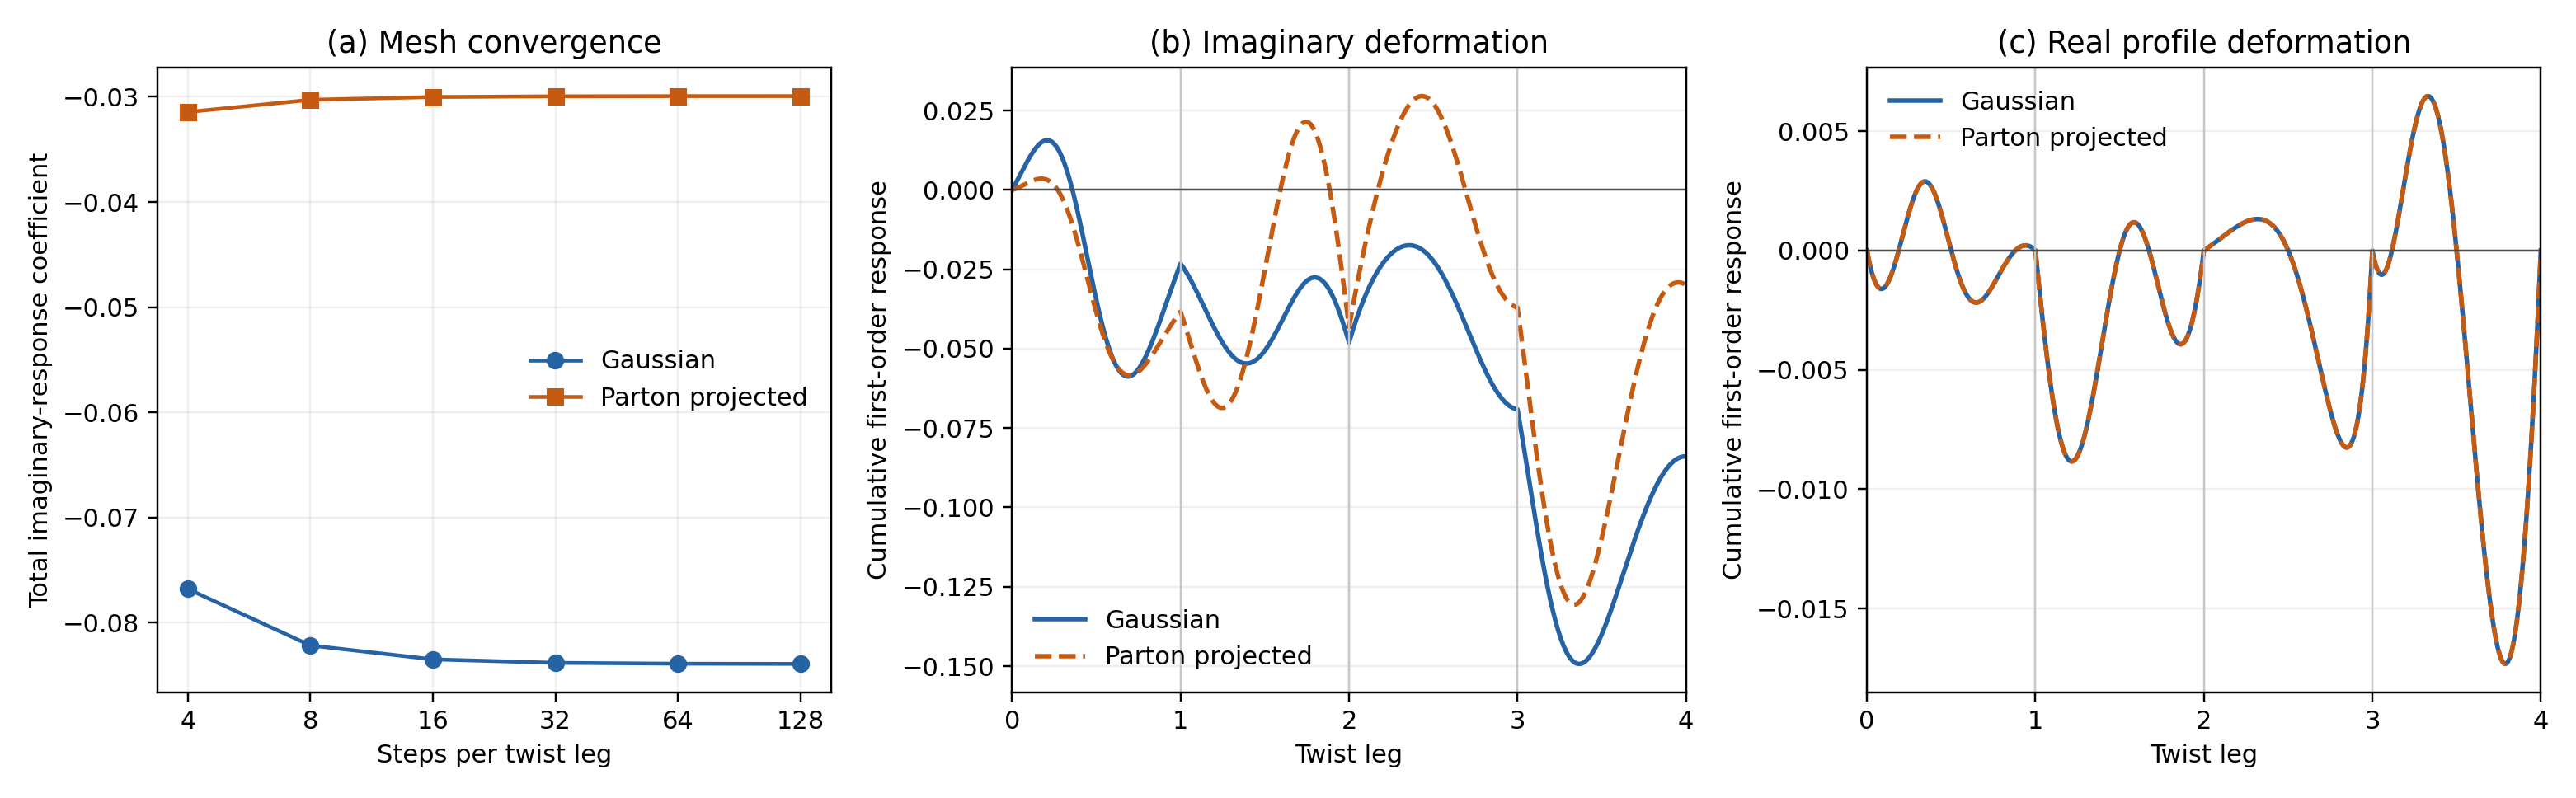 (a) Mesh convergence
Total imaginary-response coefficient
−0.03
−0.04
−0.05
−0.06
−0.07
−0.08
Gaussian
Parton projected
4 8 16 32 64 128
Steps per twist leg
(b) Imaginary deformation
Cumulative first-order response
0.025
0.000
−0.025
−0.050
−0.075
−0.100
−0.125
−0.150
Gaussian
Parton projected
0 1 2 3 4
Twist leg
(c) Real profile deformation
Cumulative first-order response
0.005
0.000
−0.005
−0.010
−0.015
Gaussian
Parton projected
0 1 2 3 4
Twist leg